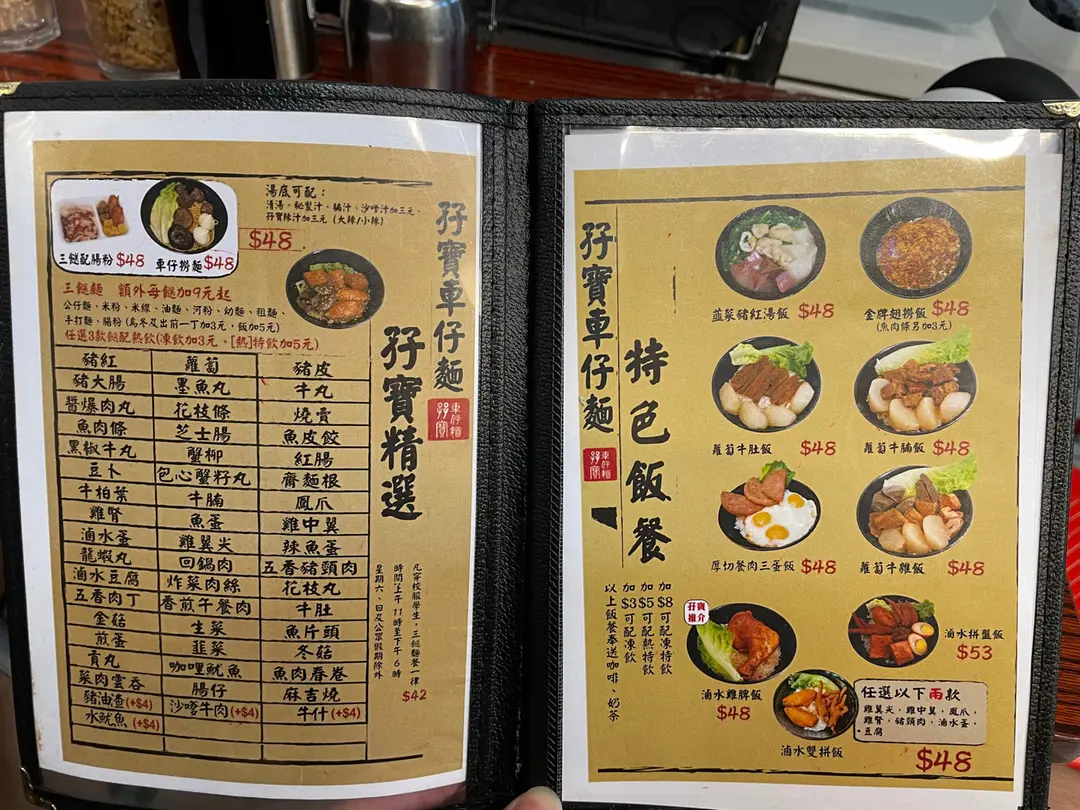 湯底可配：
清湯、秘製汁、腩汁、沙嗲汁加三元、
孖寶辣汁加三元（大辣/小辣）
三餸配腸粉$48
車仔撈麵$48
$48
三餸麵 額外每餸加9元起
公仔麵、米粉、米線、油麵、河粉、幼麵、粗麵、
手打麵、腸粉(烏冬及出前一丁加3元，飯加5元)
任選3款餸配熱飲(凍飲加3元、[熱]特飲加5元)
豬紅 蘿蔔 豬皮
豬大腸 墨魚丸 牛丸
醬爆肉丸 花枝條 燒賣
魚肉條 芝士腸 魚皮餃
黑椒牛丸 蟹柳 紅腸
豆卜 包心蟹籽丸 齋麵根
牛柏葉 牛腩 鳳爪
雞腎 魚蛋 雞中翼
滷水蛋 雞翼尖 辣魚蛋
龍蝦丸 回鍋肉 五香豬頸肉
滷水豆腐 炸菜肉絲 花枝丸
五香肉丁 香煎午餐肉 牛肚
金菇 生菜 魚片頭
煎蛋 韮菜 冬菇
貢丸 咖哩魷魚 魚肉春卷
菜肉雲吞 腸仔 麻吉燒
豬油渣(+$4) 沙嗲牛肉(+$4) 牛什(+$4)
水魷魚(+$4)
孖寶車仔麵
孖寶
車仔麵
孖寶精選
凡穿校服學生，三餸麵餐一律$42
時間：上午11時至下午6時
星期六、日及公眾假期除外
孖寶車仔麵
孖寶
車仔麵
特色飯餐
加$8可配凍特飲
加$5可配熱特飲
加$3可配凍飲
以上飯餐奉送咖啡、奶茶
韮菜豬紅湯飯 $48
金牌翅撈飯 $48
(魚肉條另加3元)
蘿蔔牛肚飯 $48
蘿蔔牛腩飯 $48
厚切餐肉三蛋飯 $48
蘿蔔牛雜飯 $48
孖寶
推介
滷水雞髀飯
$48
滷水拼盤飯
$53
滷水雙拼飯
任選以下兩款
雞翼尖，雞中翼，鳳爪，
雞腎，豬頸肉，滷水蛋，
豆腐
$48